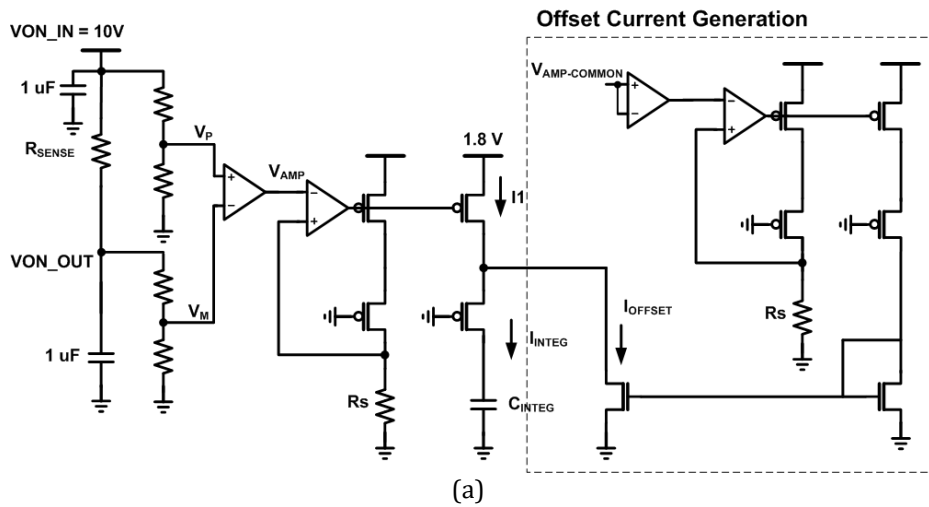 Offset Current Generation
VON_IN = 10V
1 uF
RSENSE
VP
VAMP
1.8 V
I1
VAMP-COMMON
+
−
−
+
+
−
−
+
VON_OUT
VM
1 uF
Rs
IINTEG
CINTEG
IOFFSET
Rs
(a)